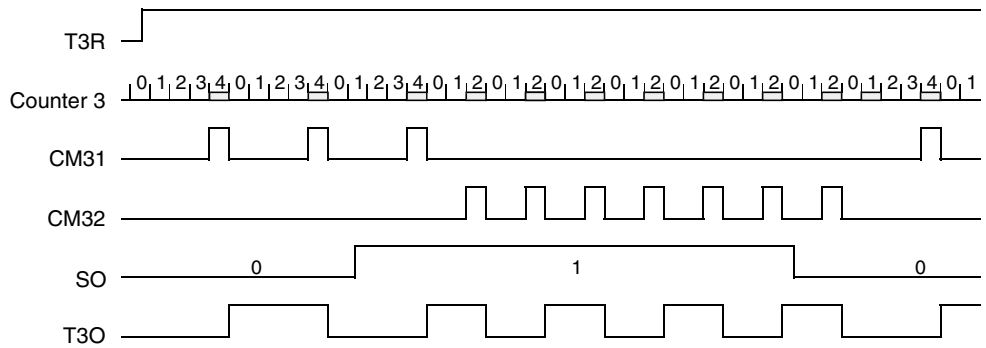 T3R
Counter 3 0 1 2 3 4 0 1 2 3 4 0 1 2 3 4 0 1 2 0 1 2 0 1 2 0 1 2 0 1 2 0 1 2 0 1 2 0 1 2 3 4 0 1
CM31
CM32
SO 0 1 0
T3O